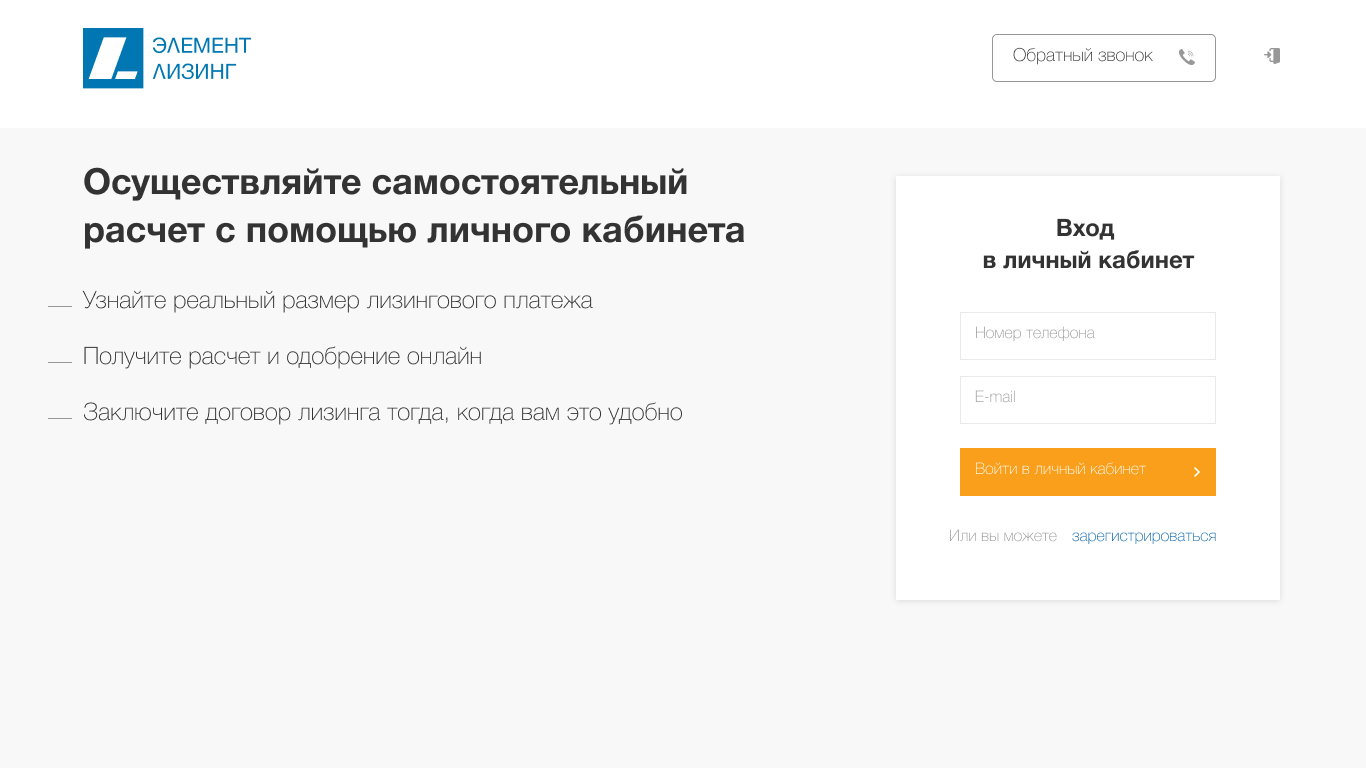 ЭЛЕМЕНТ
ЛИЗИНГ
Обратный звонок
Осуществляйте самостоятельный
расчет с помощью личного кабинета
Узнайте реальный размер лизингового платежа
Получите расчет и одобрение онлайн
Заключите договор лизинга тогда, когда вам это удобно
Вход
в личный кабинет
Номер телефона
E-mail
Войти в личный кабинет
Или вы можете зарегистрироваться